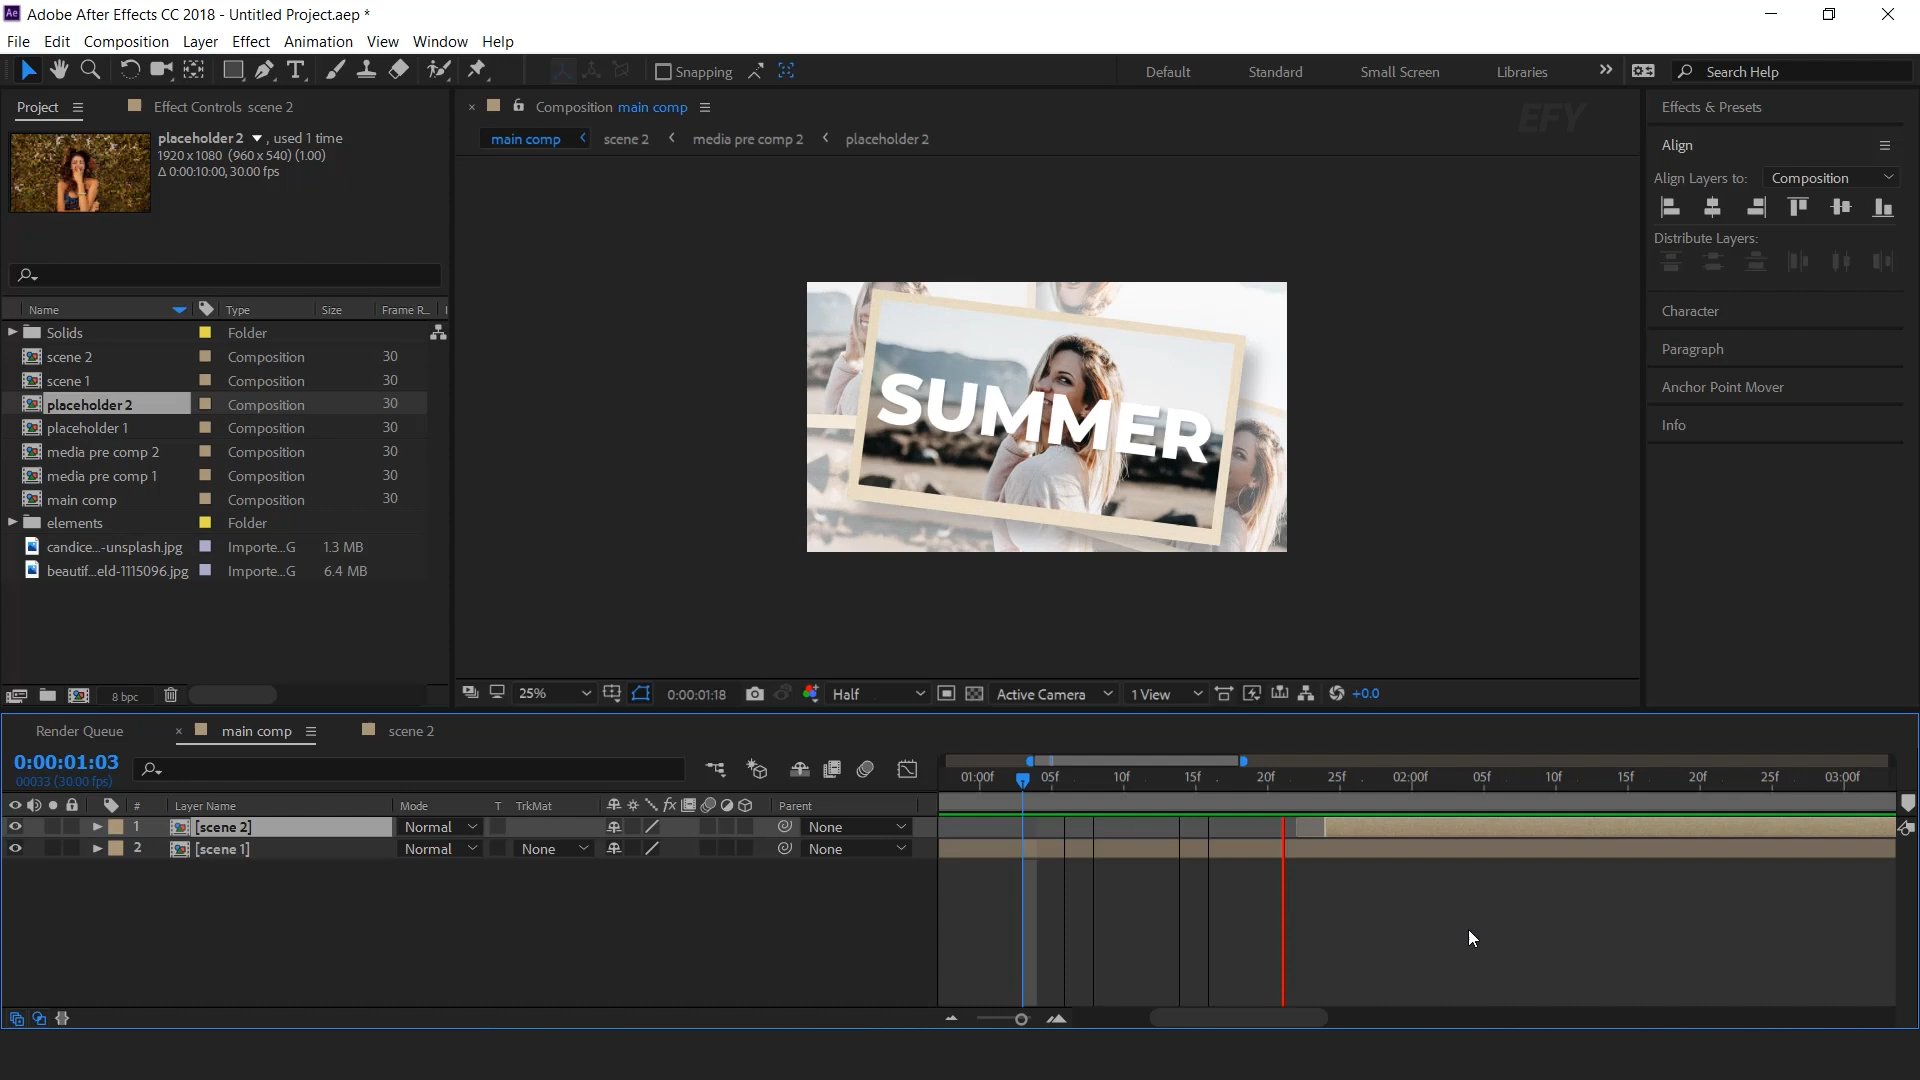 Adobe After Effects CC 2018 - Untitled Project.aep *
File Edit Composition Layer Effect Animation View Window Help
Snapping
Default Standard Small Screen Libraries
Search Help
Project
Effect Controls scene 2
placeholder 2 , used 1 time
1920 x 1080 (960 x 540) (1.00)
Δ 0:00:10:00, 30.00 fps
Name Type Size Frame R...
Solids Folder
scene 2 Composition 30
scene 1 Composition 30
placeholder 2 Composition 30
placeholder 1 Composition 30
media pre comp 2 Composition 30
media pre comp 1 Composition 30
main comp Composition 30
elements Folder
candice...-unsplash.jpg Importe...G 1.3 MB
beautif...eld-1115096.jpg Importe...G 6.4 MB
8 bpc
Composition main comp
EFY
main comp scene 2 media pre comp 2 placeholder 2
SUMMER
25% 0:00:01:18 Half Active Camera 1 View +0.0
Effects & Presets
Align
Align Layers to: Composition
Distribute Layers:
Character
Paragraph
Anchor Point Mover
Info
Render Queue main comp scene 2
0:00:01:03
00033 (30.00 fps)
01:00f 05f 10f 15f 20f 25f 02:00f 05f 10f 15f 20f 25f 03:00f
# Layer Name Mode T TrkMat Parent
1 [scene 2] Normal None
2 [scene 1] Normal None None